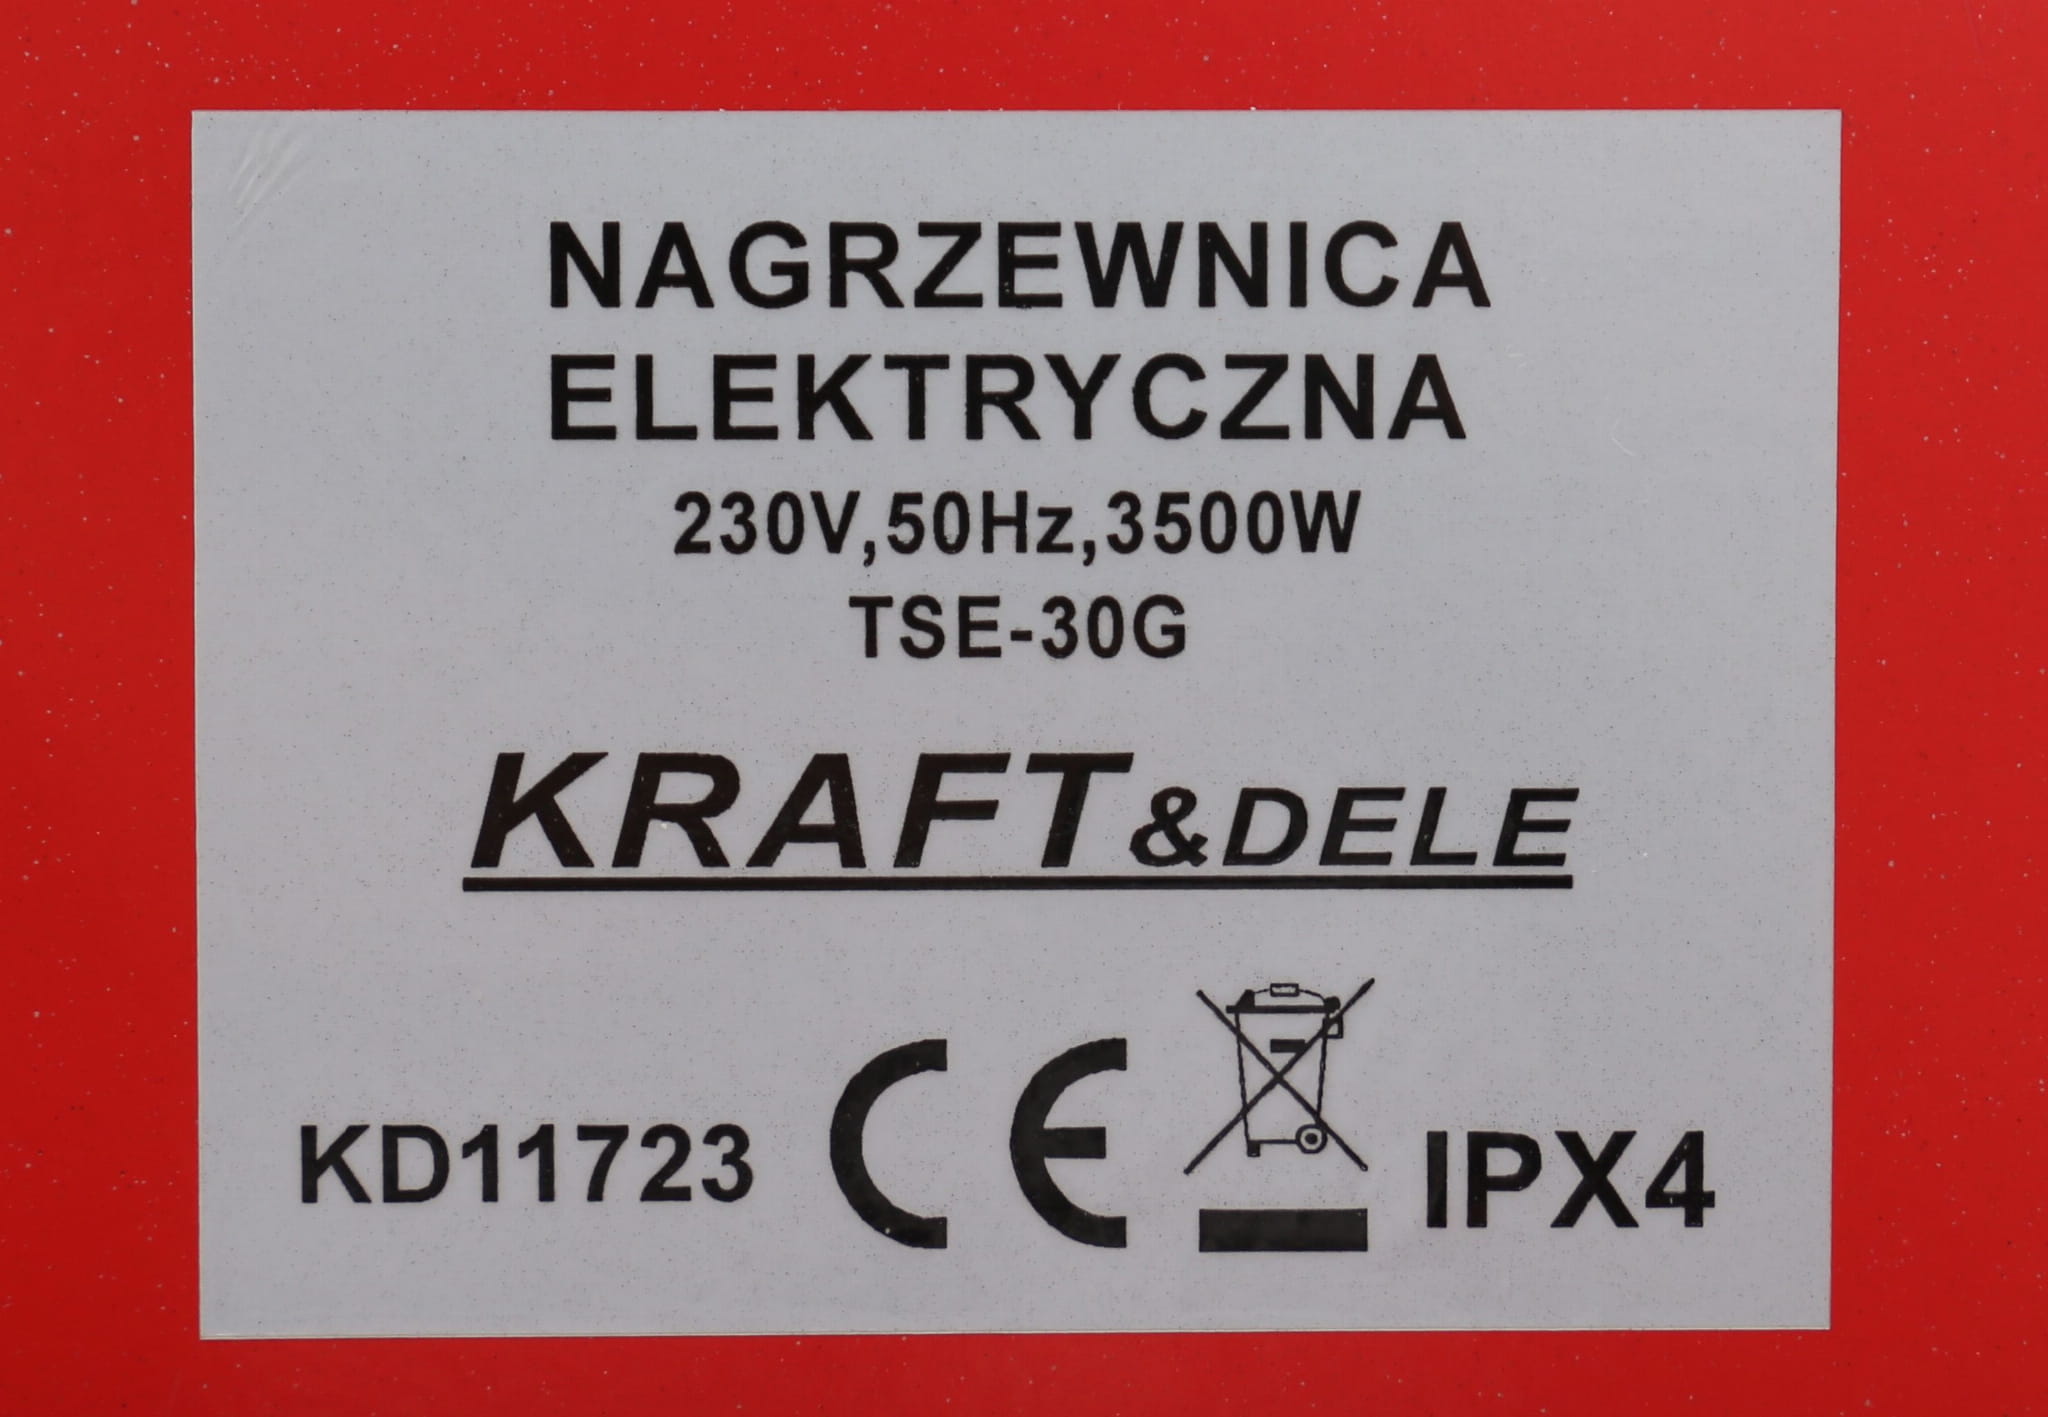 NAGRZEWNICA
ELEKTRYCZNA
230V,50Hz,3500W
TSE-30G
KRAFT&DELE
KD11723 CE IPX4